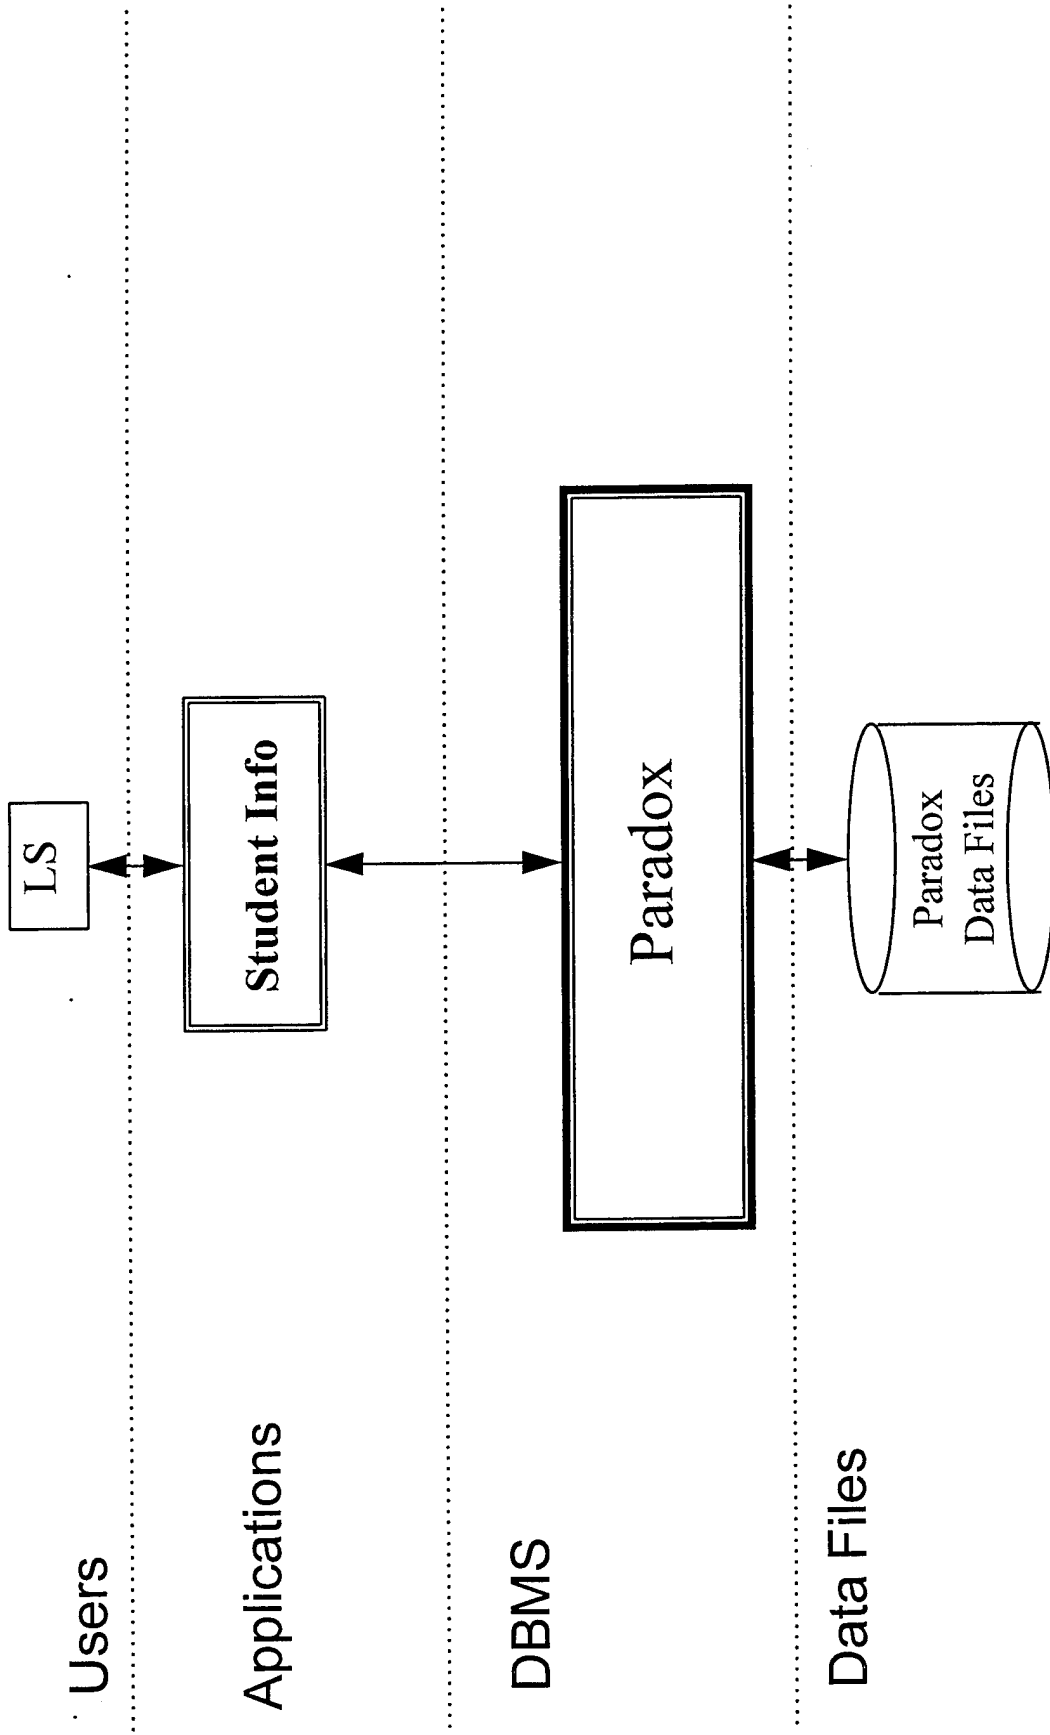 Users
LS
Applications
Student Info
DBMS
Paradox
Data Files
Paradox
Data Files